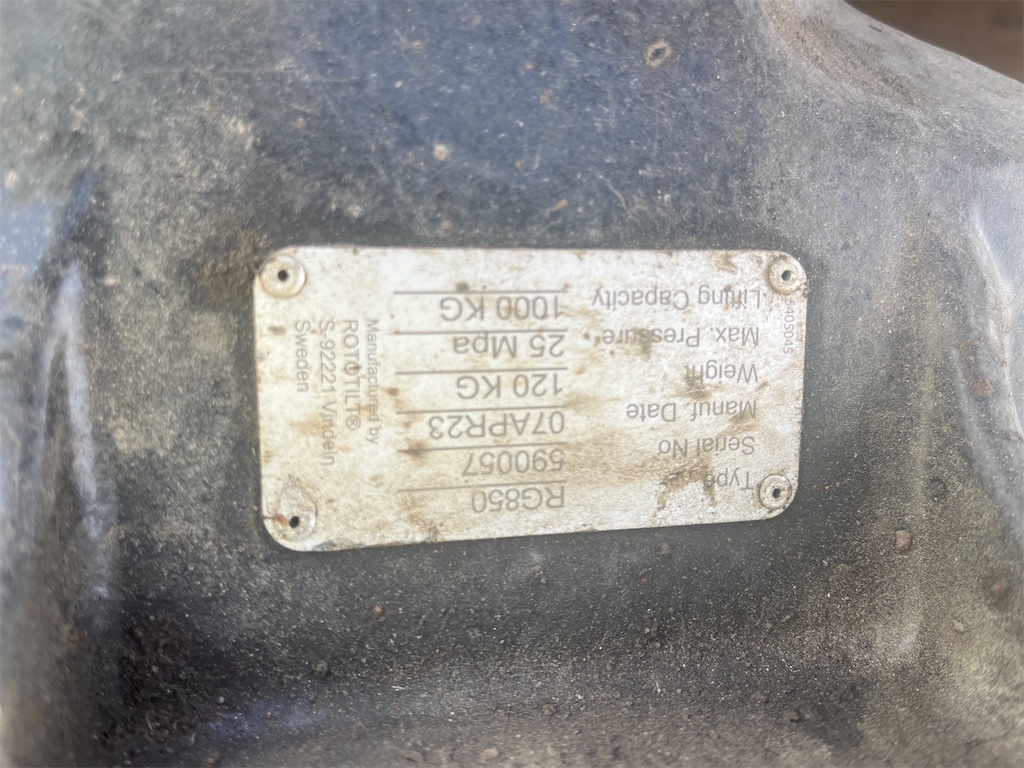 Type RG850
Serial No 590057
Manuf. Date 07APR23
Weight 120 KG
Max. Pressure 25 Mpa
Lifting Capacity 1000 KG
Manufactured by
ROTOTILT®
S-92221 Vindeln
Sweden
5405045